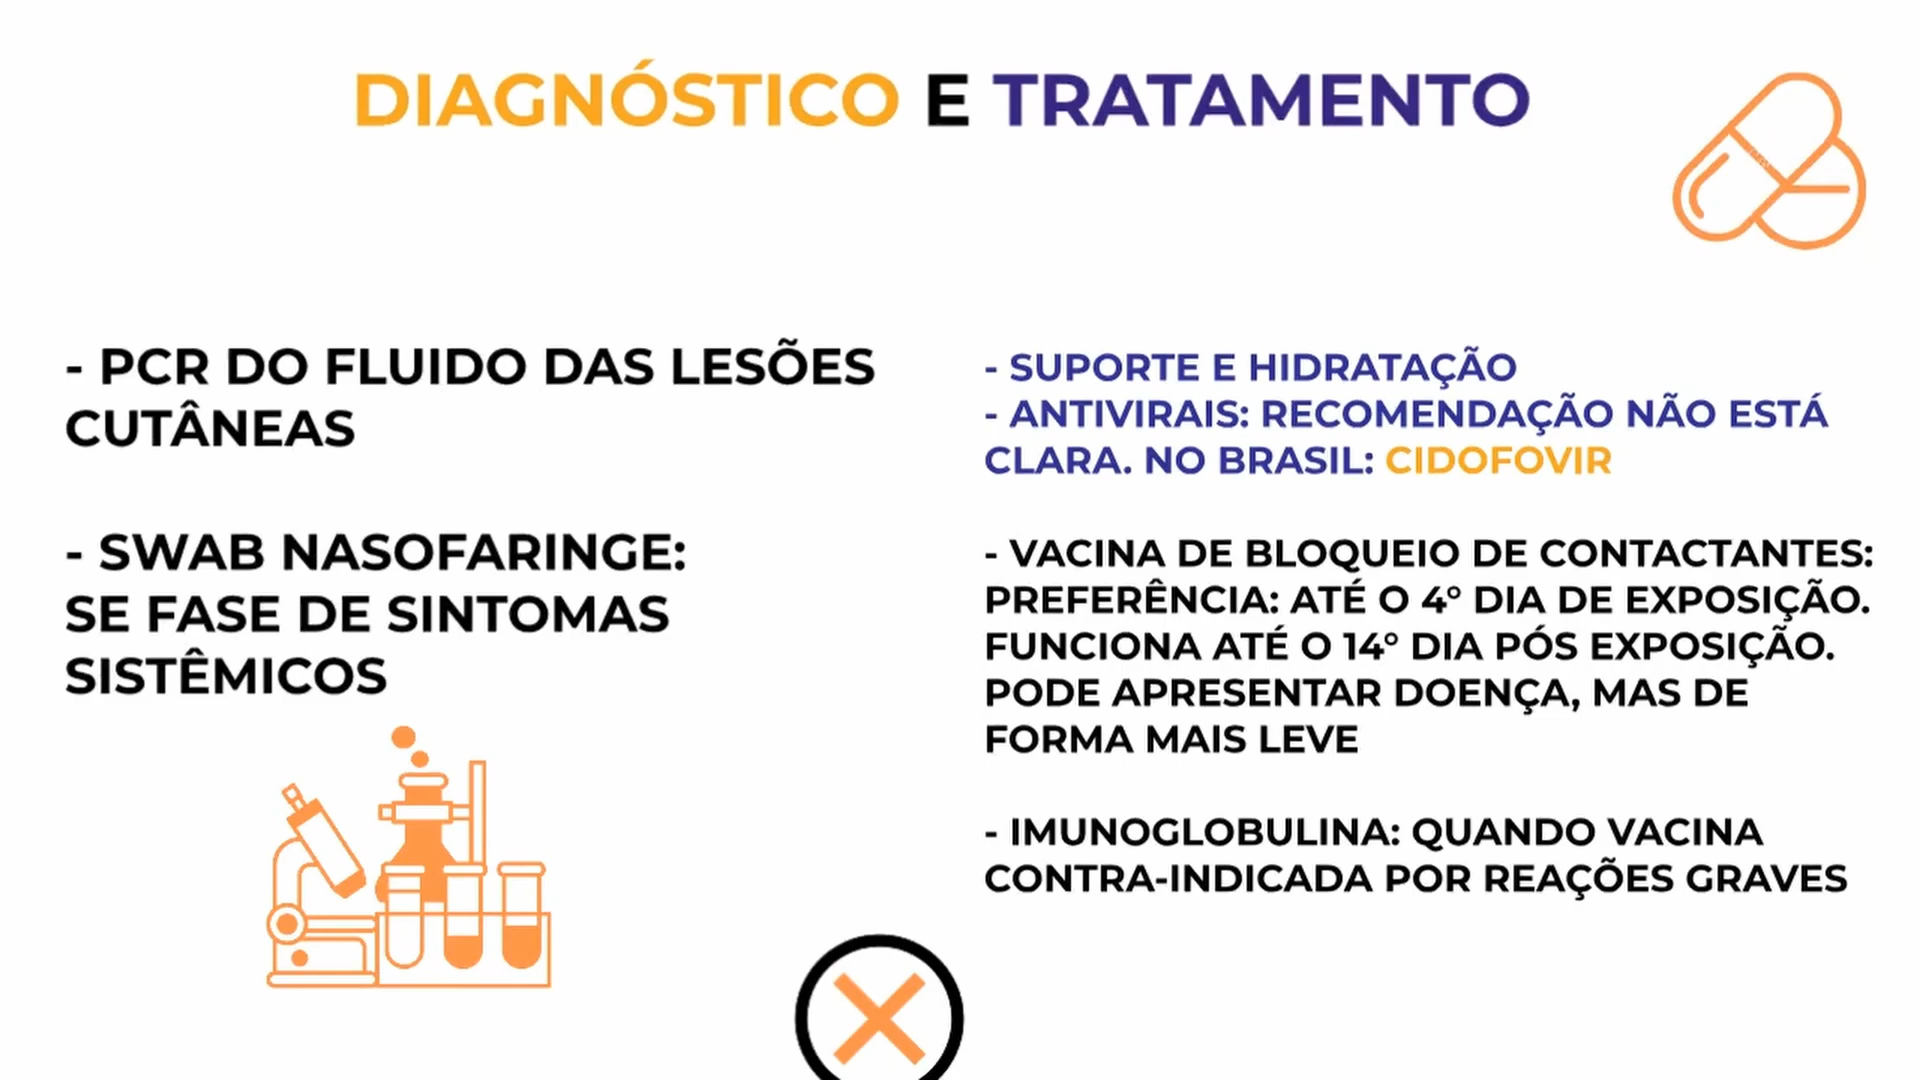 DIAGNÓSTICO E TRATAMENTO
- PCR DO FLUIDO DAS LESÕES
CUTÂNEAS
- SWAB NASOFARINGE:
SE FASE DE SINTOMAS
SISTÊMICOS
- SUPORTE E HIDRATAÇÃO
- ANTIVIRAIS: RECOMENDAÇÃO NÃO ESTÁ
CLARA. NO BRASIL: CIDOFOVIR
- VACINA DE BLOQUEIO DE CONTACTANTES:
PREFERÊNCIA: ATÉ O 4º DIA DE EXPOSIÇÃO.
FUNCIONA ATÉ O 14º DIA PÓS EXPOSIÇÃO.
PODE APRESENTAR DOENÇA, MAS DE
FORMA MAIS LEVE
- IMUNOGLOBULINA: QUANDO VACINA
CONTRA-INDICADA POR REAÇÕES GRAVES